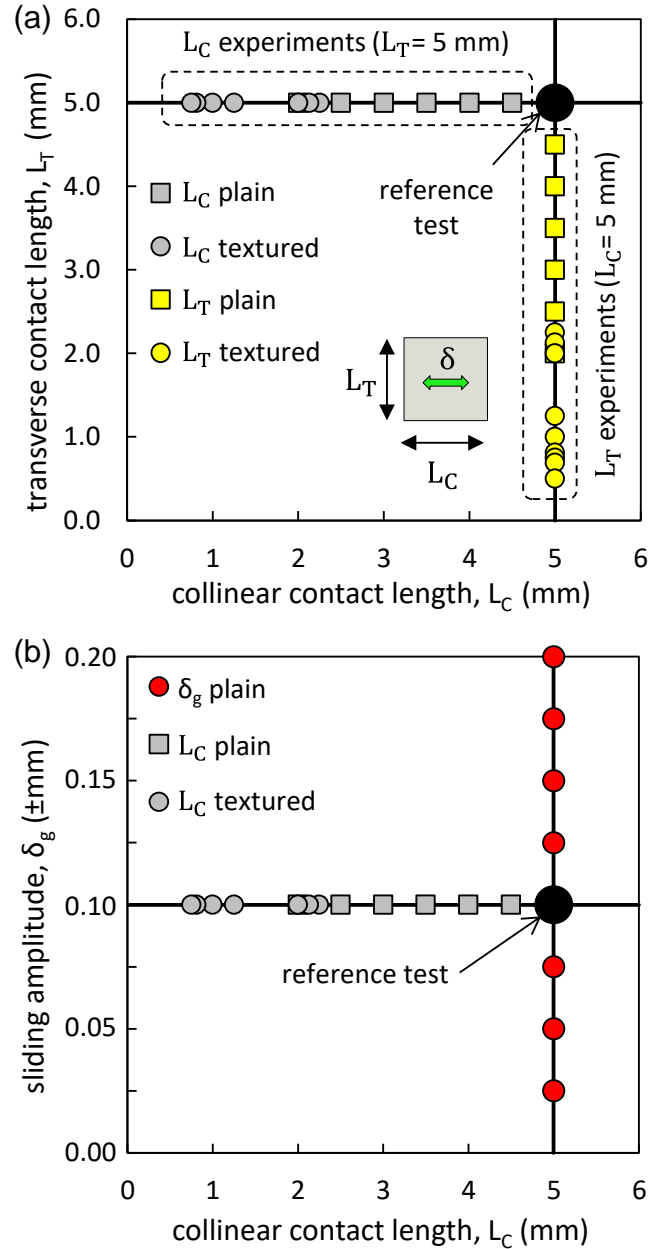 (a)
6.0
5.0
4.0
3.0
2.0
1.0
0.0
transverse contact length, L_T (mm)
L_C experiments (L_T= 5 mm)
reference
test
L_C plain
L_C textured
L_T plain
L_T textured
L_T experiments (L_C= 5 mm)
δ
L_T
L_C
0 1 2 3 4 5 6
collinear contact length, L_C (mm)
(b)
0.20
0.15
0.10
0.05
0.00
sliding amplitude, δ_g (±mm)
δ_g plain
L_C plain
L_C textured
reference test
0 1 2 3 4 5 6
collinear contact length, L_C (mm)